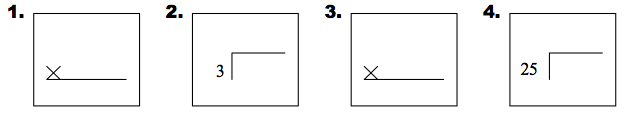 1. 2. 3. 4.
× 3 × 25